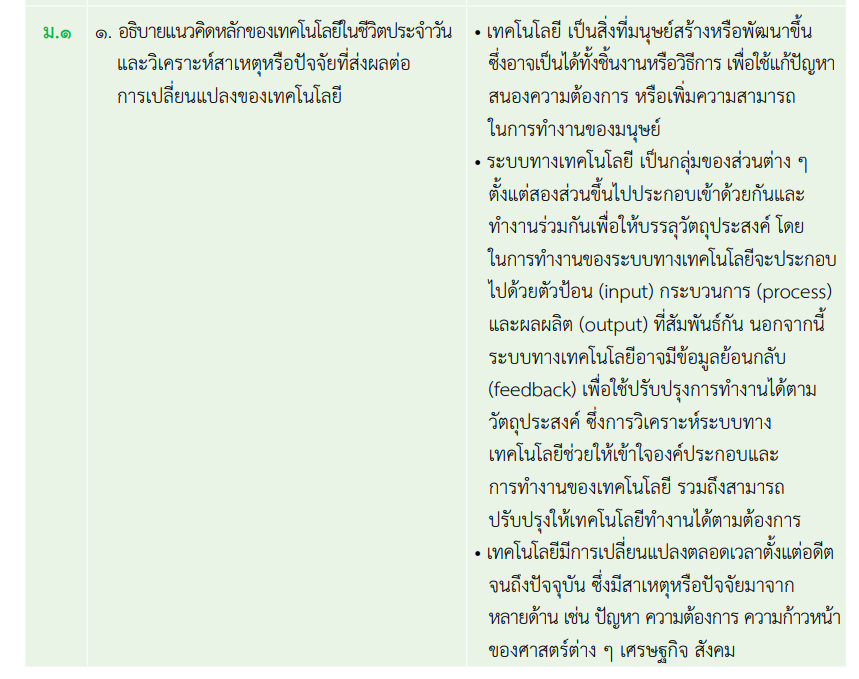 ม.๑
๑. อธิบายแนวคิดหลักของเทคโนโลยีในชีวิตประจำวัน
และวิเคราะห์สาเหตุหรือปัจจัยที่ส่งผลต่อ
การเปลี่ยนแปลงของเทคโนโลยี
• เทคโนโลยี เป็นสิ่งที่มนุษย์สร้างหรือพัฒนาขึ้น
ซึ่งอาจเป็นได้ทั้งชิ้นงานหรือวิธีการ เพื่อใช้แก้ปัญหา
สนองความต้องการ หรือเพิ่มความสามารถ
ในการทำงานของมนุษย์
• ระบบทางเทคโนโลยี เป็นกลุ่มของส่วนต่าง ๆ
ตั้งแต่สองส่วนขึ้นไปประกอบเข้าด้วยกันและ
ทำงานร่วมกันเพื่อให้บรรลุวัตถุประสงค์ โดย
ในการทำงานของระบบทางเทคโนโลยีจะประกอบ
ไปด้วยตัวป้อน (input) กระบวนการ (process)
และผลผลิต (output) ที่สัมพันธ์กัน นอกจากนี้
ระบบทางเทคโนโลยีอาจมีข้อมูลย้อนกลับ
(feedback) เพื่อใช้ปรับปรุงการทำงานได้ตาม
วัตถุประสงค์ ซึ่งการวิเคราะห์ระบบทาง
เทคโนโลยีช่วยให้เข้าใจองค์ประกอบและ
การทำงานของเทคโนโลยี รวมถึงสามารถ
ปรับปรุงให้เทคโนโลยีทำงานได้ตามต้องการ
• เทคโนโลยีมีการเปลี่ยนแปลงตลอดเวลาตั้งแต่อดีต
จนถึงปัจจุบัน ซึ่งมีสาเหตุหรือปัจจัยมาจาก
หลายด้าน เช่น ปัญหา ความต้องการ ความก้าวหน้า
ของศาสตร์ต่าง ๆ เศรษฐกิจ สังคม